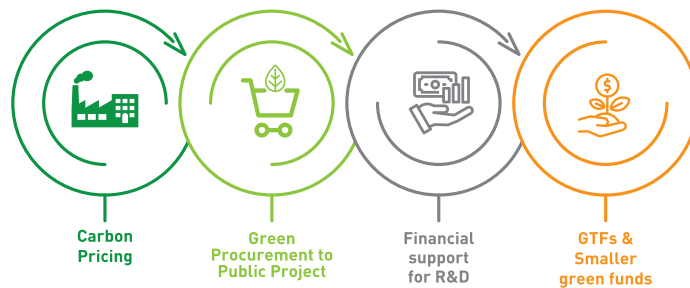 Carbon
Pricing
Green
Procurement to
Public Project
Financial
support
for R&D
$
GTFs &
Smaller
green funds